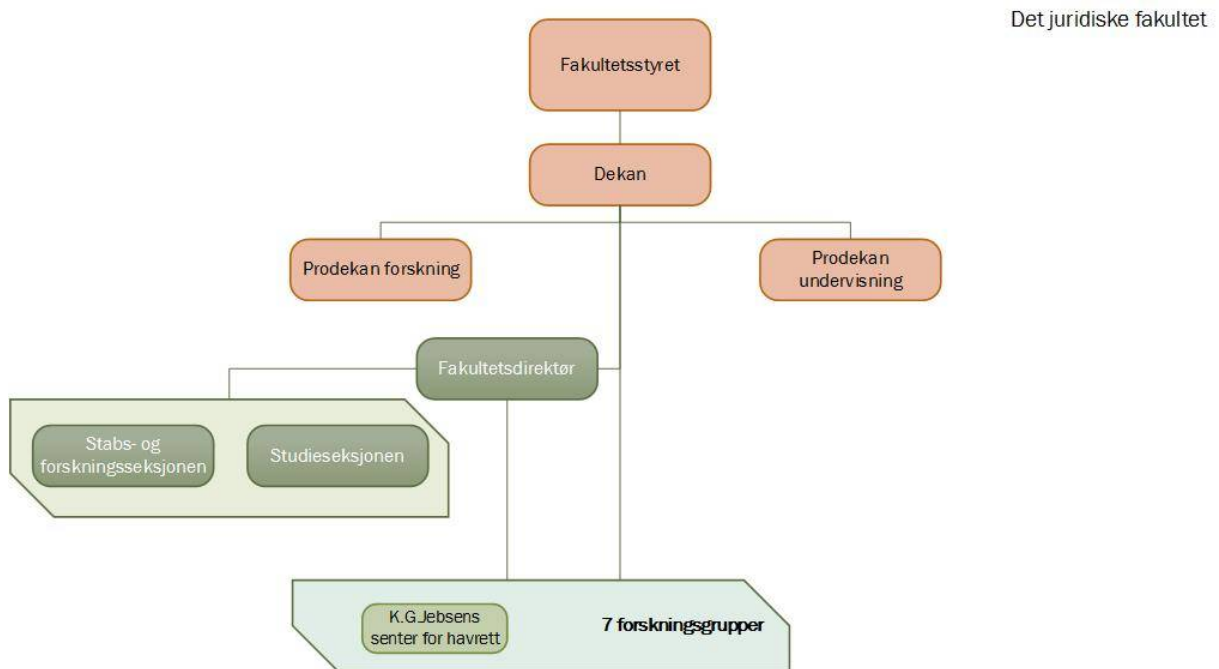 Det juridiske fakultet
Fakultetsstyret
Dekan
Prodekan forskning
Prodekan
undervisning
Fakultetsdirektør
Stabs- og
forskningsseksjonen
Studieseksjonen
K.G.Jebsens
senter for havrett
7 forskningsgrupper